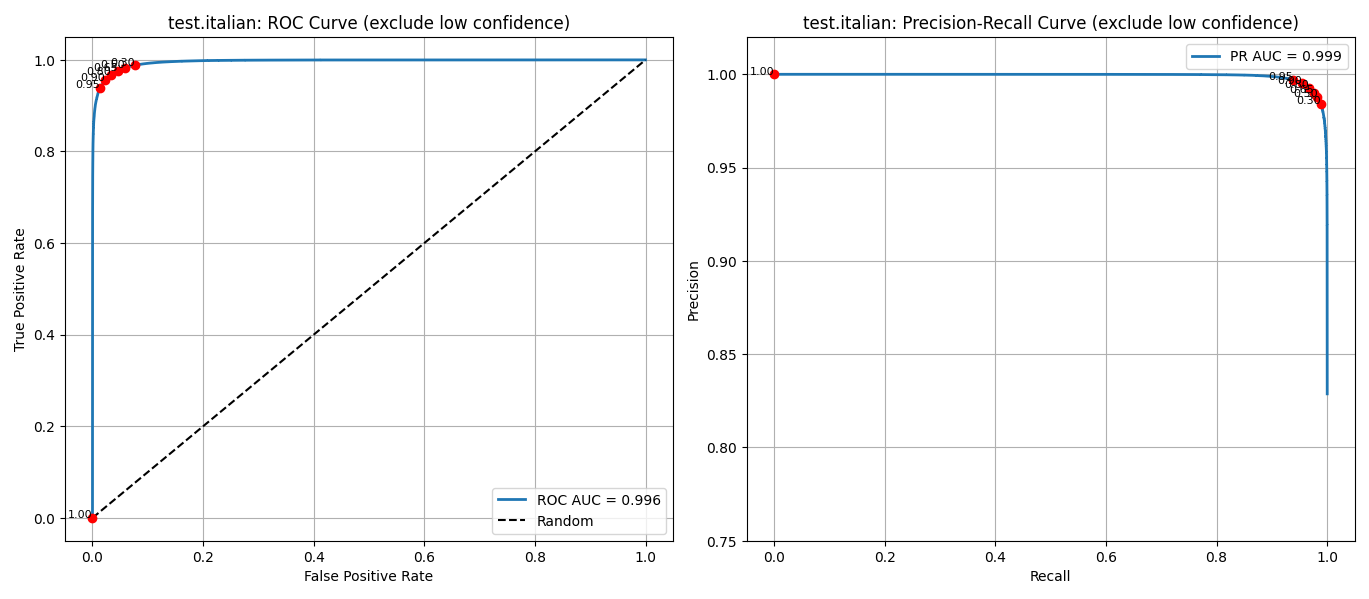 test.italian: ROC Curve (exclude low confidence)
True Positive Rate
1.0
0.8
0.6
0.4
0.2
0.0
0.30
0.90
0.95
1.00
ROC AUC = 0.996
Random
0.0 0.2 0.4 0.6 0.8 1.0
False Positive Rate
test.italian: Precision-Recall Curve (exclude low confidence)
Precision
1.00
0.95
0.90
0.85
0.80
0.75
1.00
0.95
0.30
PR AUC = 0.999
0.0 0.2 0.4 0.6 0.8 1.0
Recall